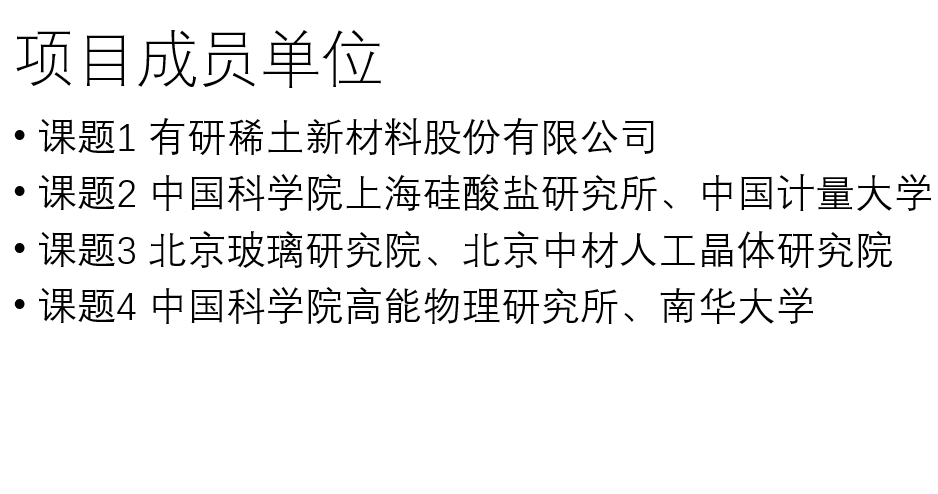 项目成员单位
• 课题1 有研稀土新材料股份有限公司
• 课题2 中国科学院上海硅酸盐研究所、中国计量大学
• 课题3 北京玻璃研究院、北京中材人工晶体研究院
• 课题4 中国科学院高能物理研究所、南华大学